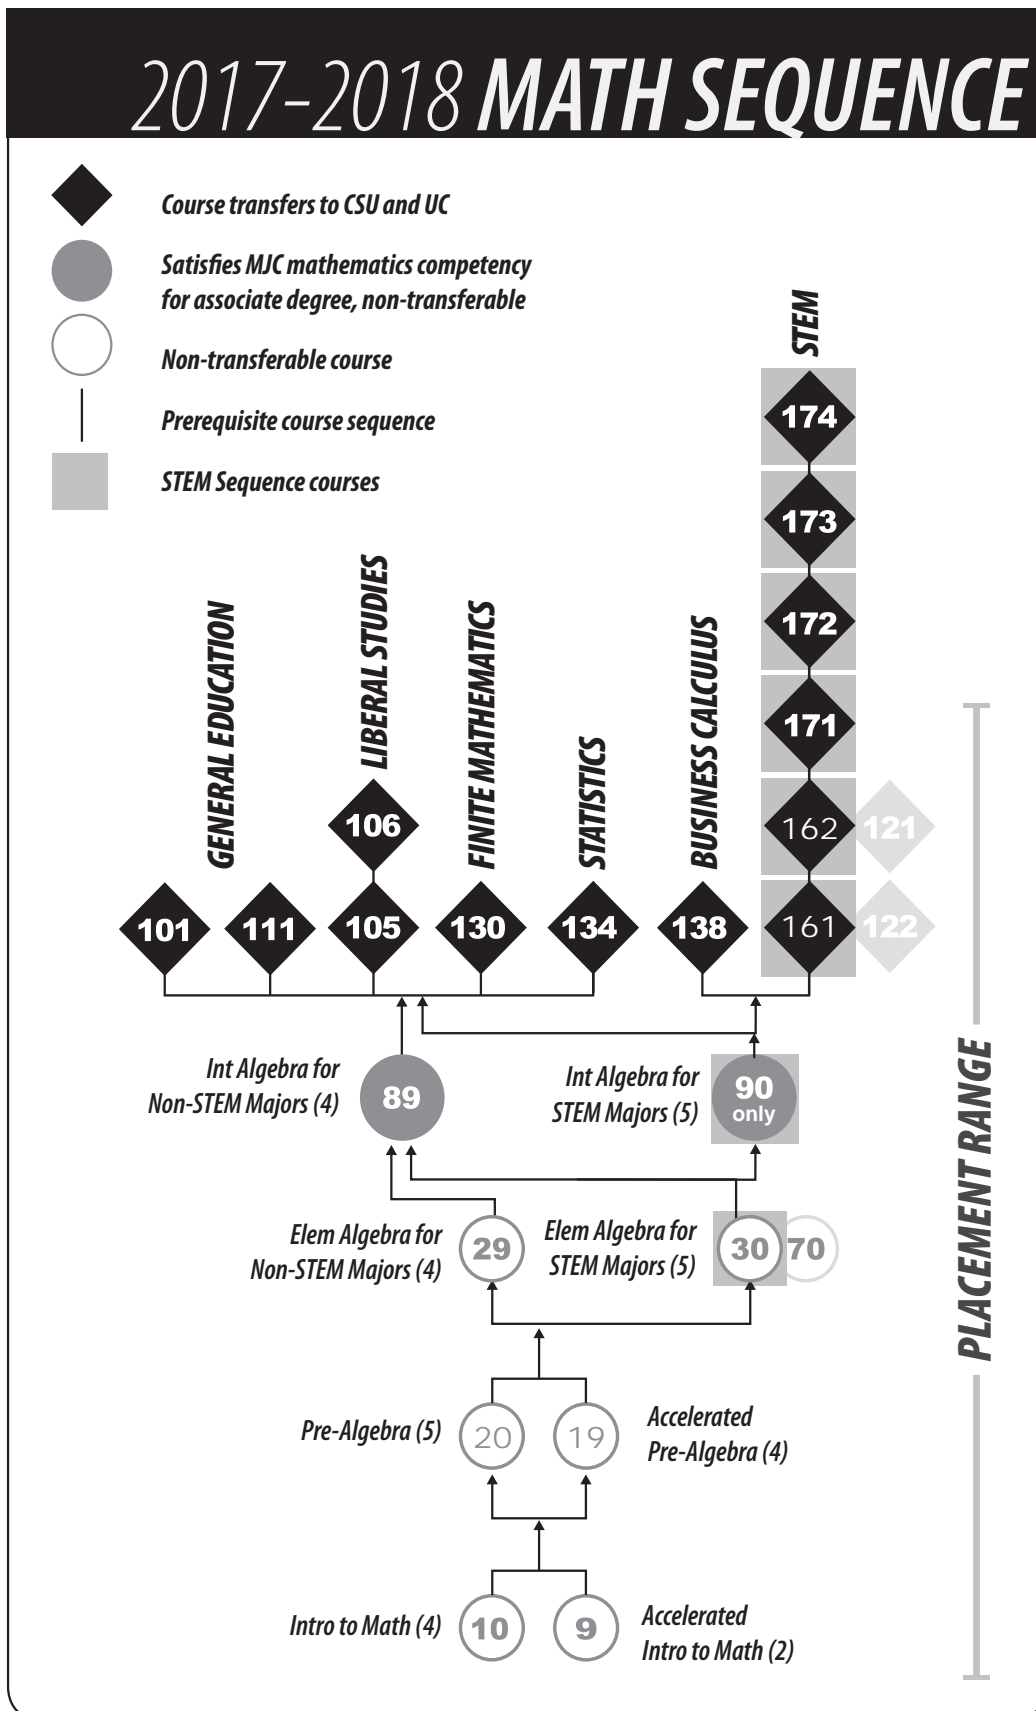 2017–2018 MATH SEQUENCE
Course transfers to CSU and UC
Satisfies MJC mathematics competency
for associate degree, non-transferable
Non-transferable course
Prerequisite course sequence
STEM Sequence courses
STEM
174
173
172
171
162
121
161
122
GENERAL EDUCATION
LIBERAL STUDIES
FINITE MATHEMATICS
STATISTICS
BUSINESS CALCULUS
106
101
111
105
130
134
138
Int Algebra for
Non-STEM Majors (4)
89
Int Algebra for
STEM Majors (5)
90
only
Elem Algebra for
Non-STEM Majors (4)
29
Elem Algebra for
STEM Majors (5)
30
70
Pre-Algebra (5)
20
19
Accelerated
Pre-Algebra (4)
Intro to Math (4)
10
9
Accelerated
Intro to Math (2)
PLACEMENT RANGE